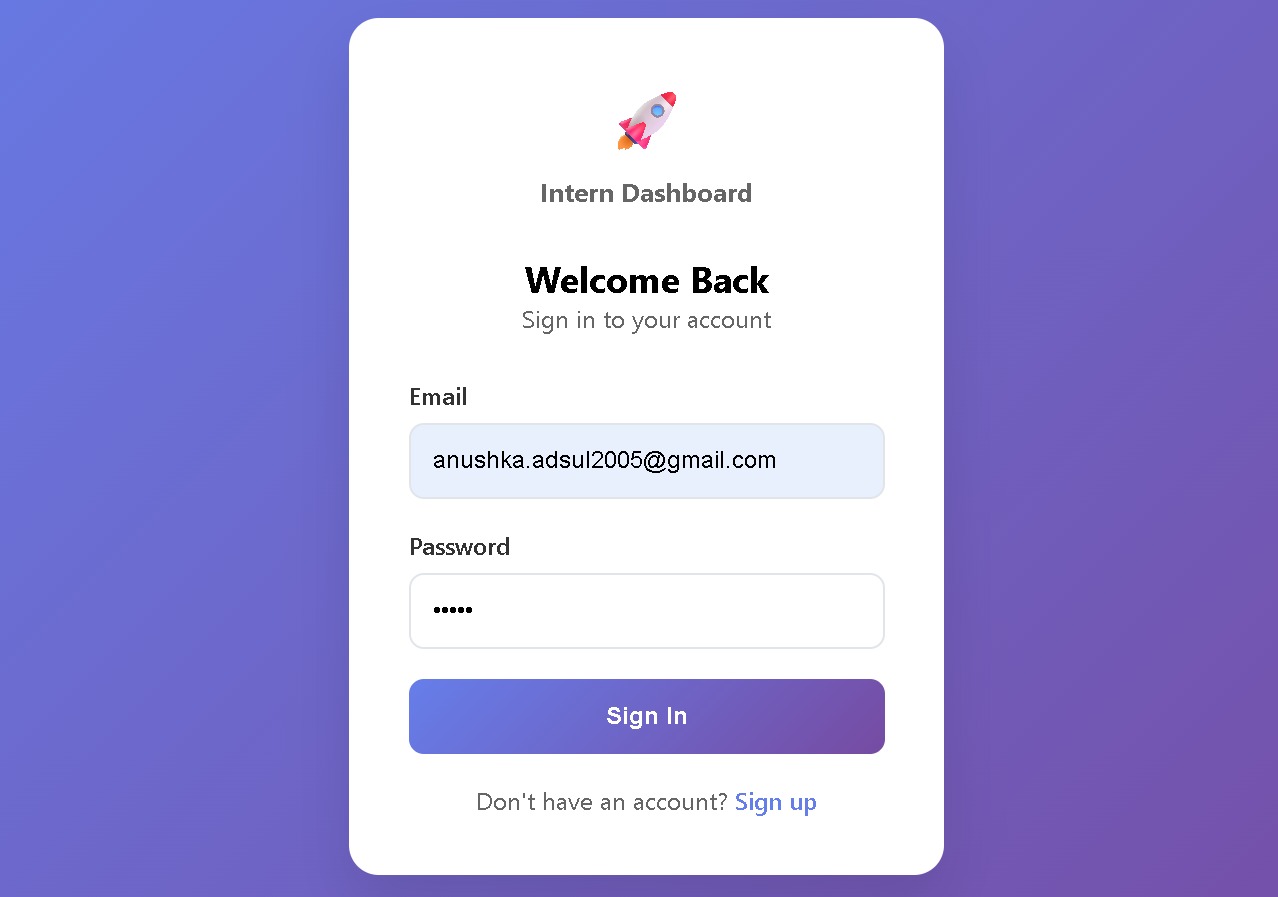 Intern Dashboard
Welcome Back
Sign in to your account
Email
anushka.adsul2005@gmail.com
Password
•••••
Sign In
Don't have an account? Sign up